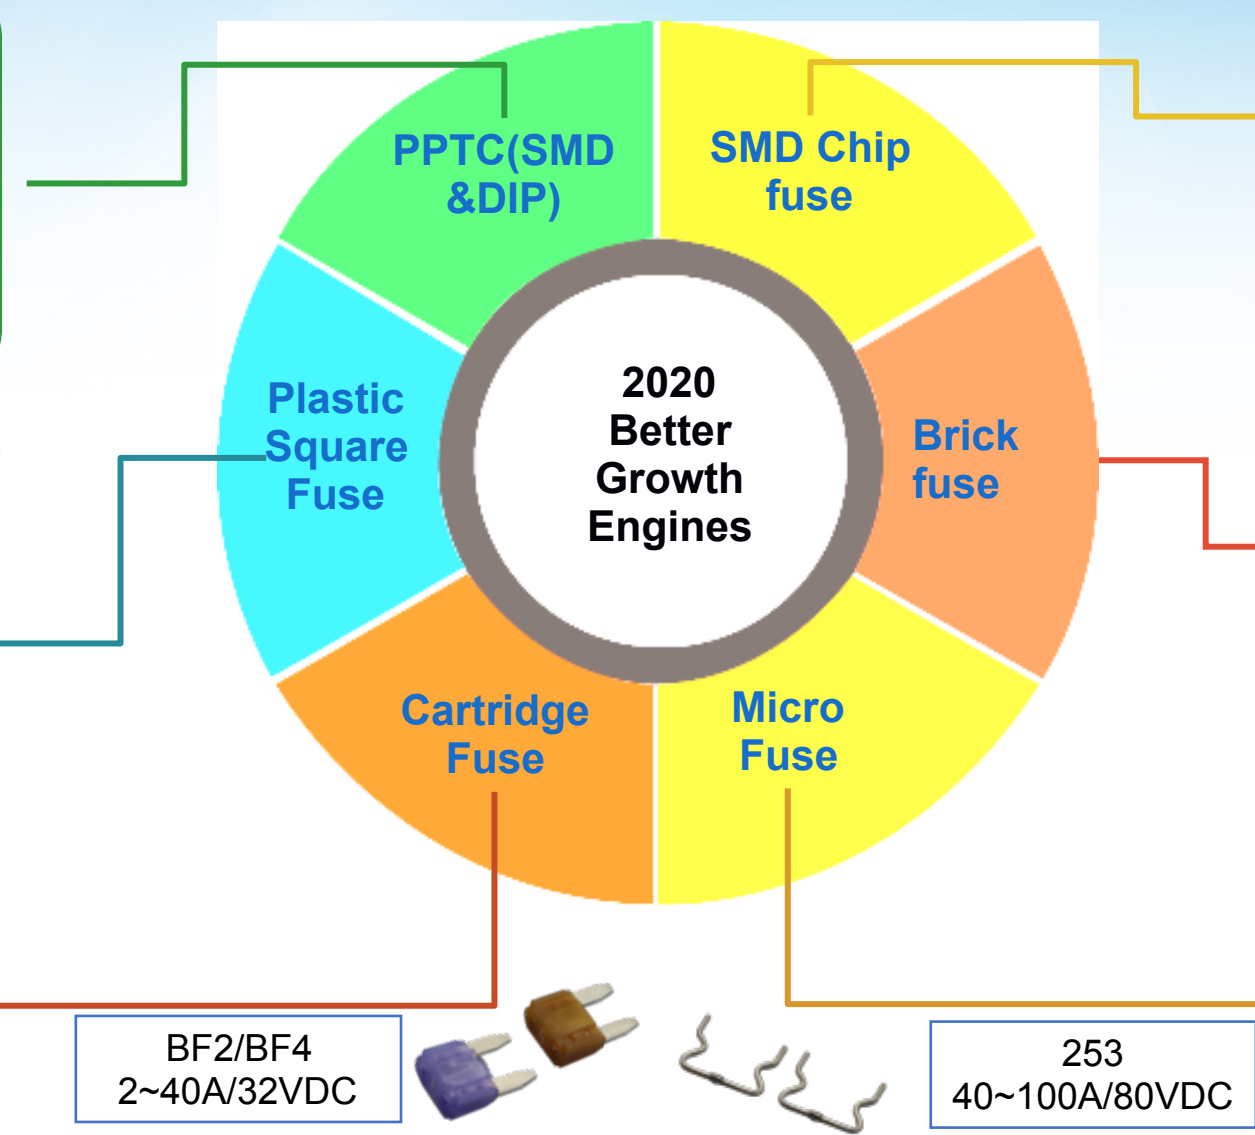 PPTC(SMD
&DIP)
SMD Chip
fuse
Plastic
Square
Fuse
2020
Better
Growth
Engines
Brick
fuse
Cartridge
Fuse
Micro
Fuse
BF2/BF4
2~40A/32VDC
253
40~100A/80VDC